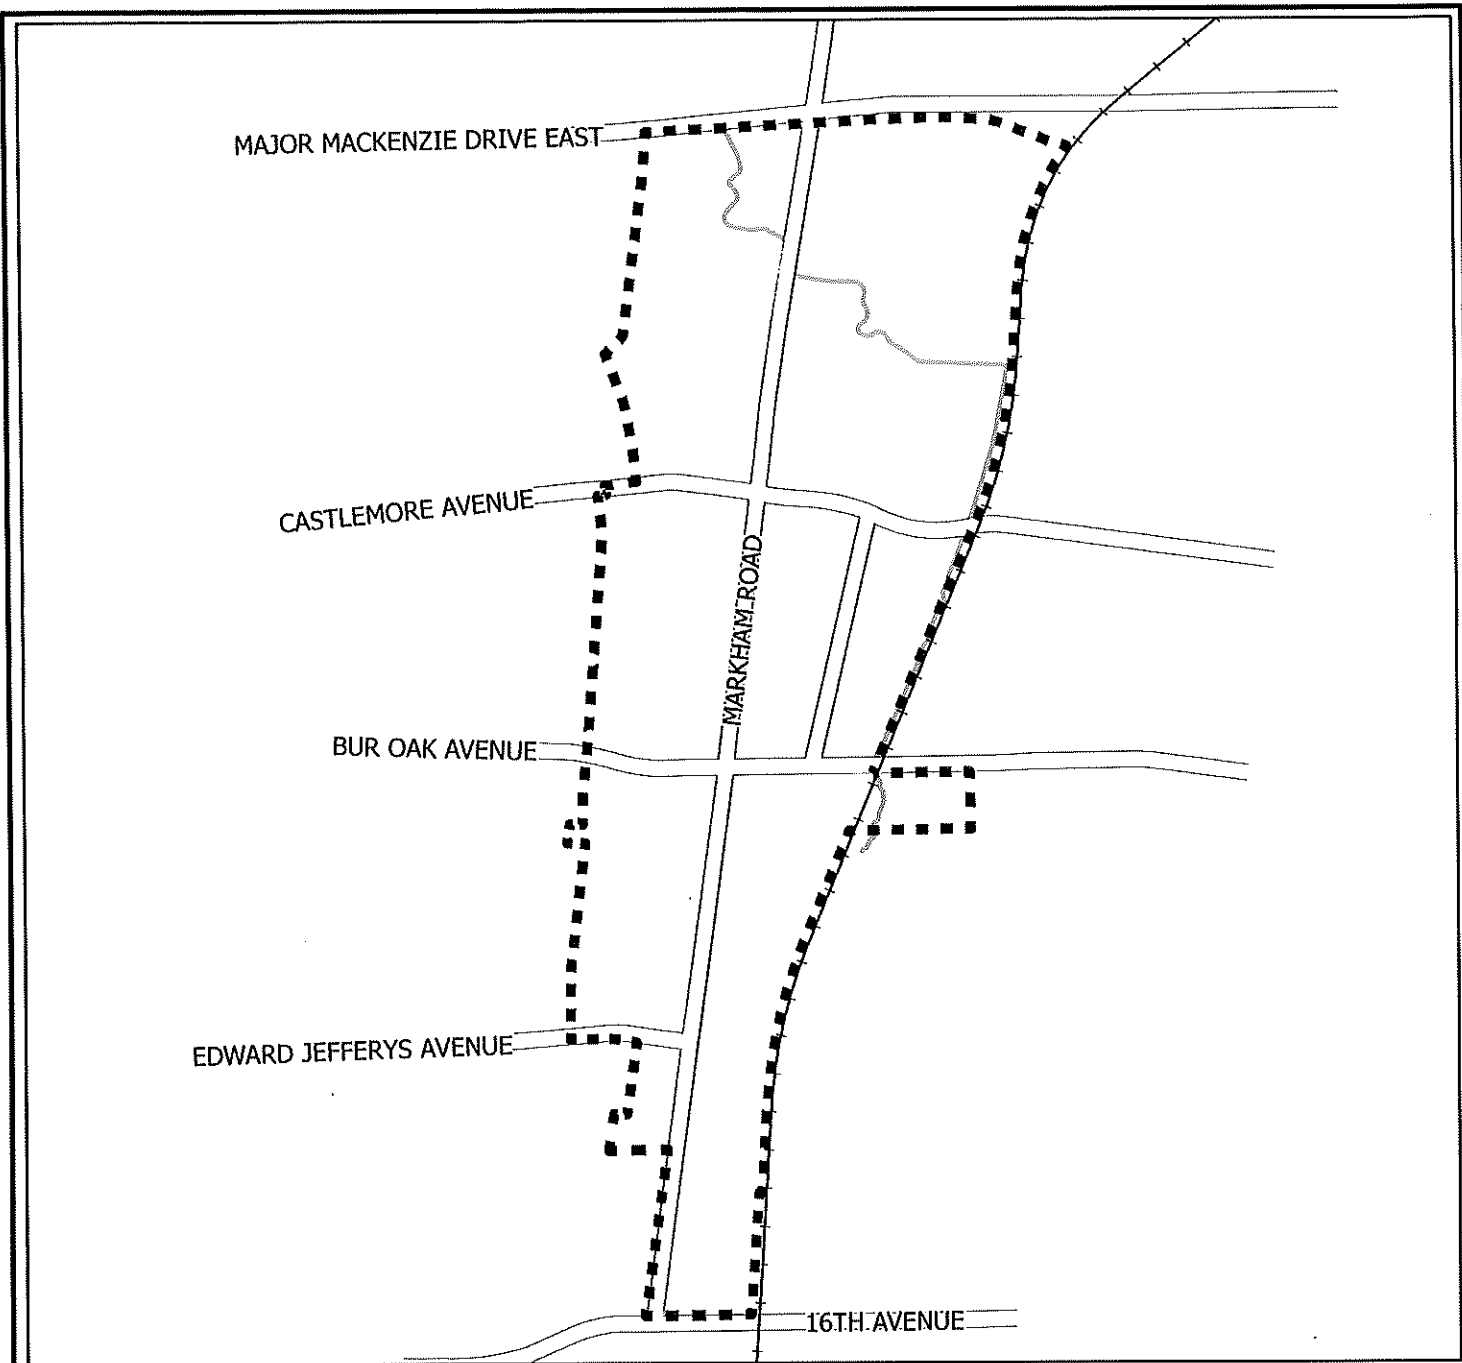 MAJOR MACKENZIE DRIVE EAST
CASTLEMORE AVENUE
MARKHAM ROAD
BUR OAK AVENUE
EDWARD JEFFERYS AVENUE
16TH AVENUE